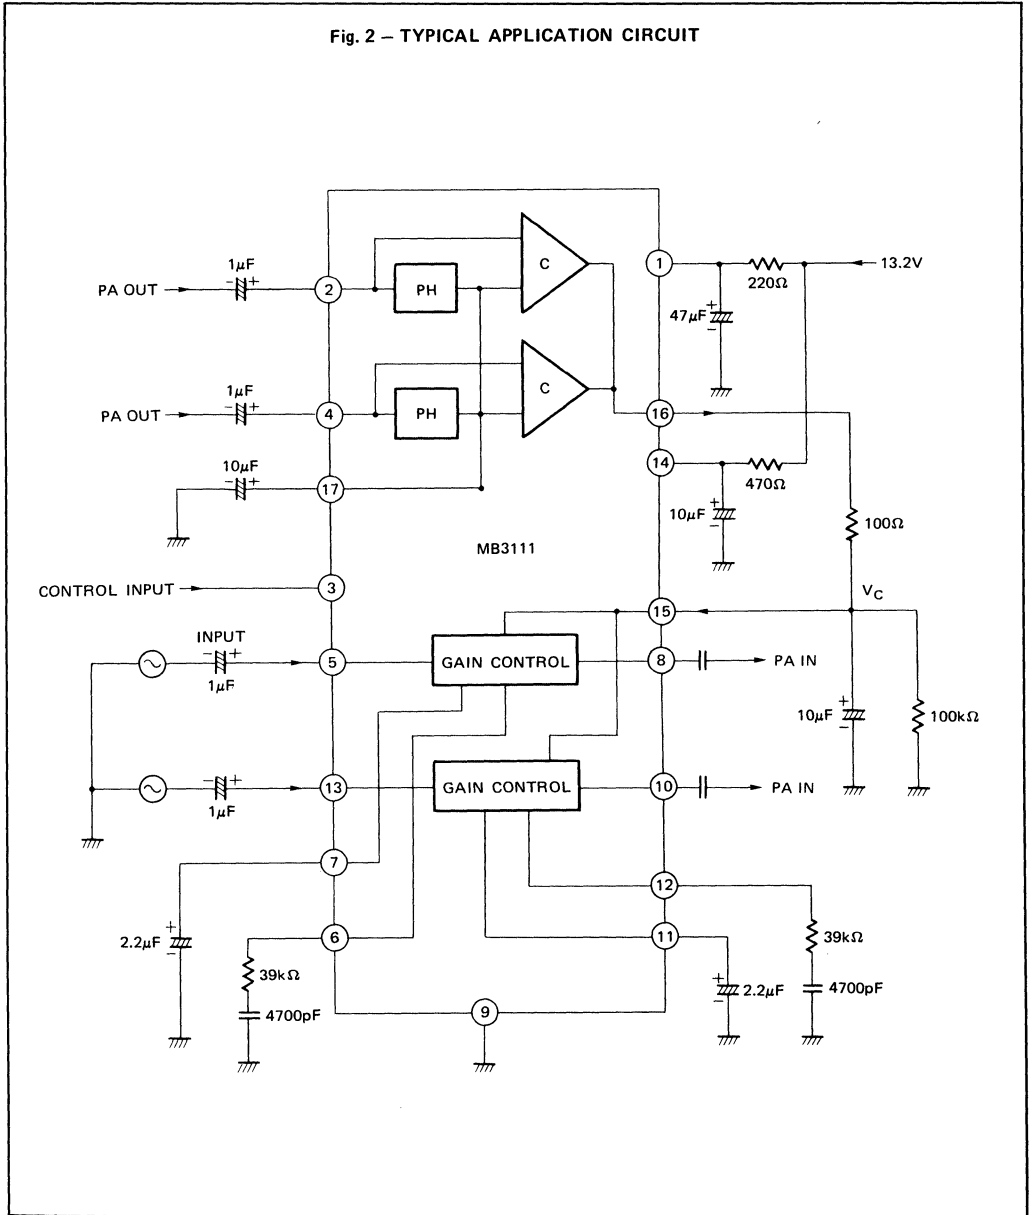 Fig. 2 – TYPICAL APPLICATION CIRCUIT
1μF
– +
PA OUT
2
PH
C
1
220Ω
13.2V
47μF
+
–
1μF
– +
PA OUT
4
PH
C
16
14
470Ω
10μF
+
–
10μF
– +
17
100Ω
MB3111
CONTROL INPUT
3
VC
15
INPUT
– +
1μF
5
GAIN CONTROL
8
PA IN
10μF
+
–
100kΩ
– +
1μF
13
GAIN CONTROL
10
PA IN
7
12
2.2μF
+
–
6
11
39kΩ
39kΩ
4700pF
+
–
2.2μF
4700pF
9